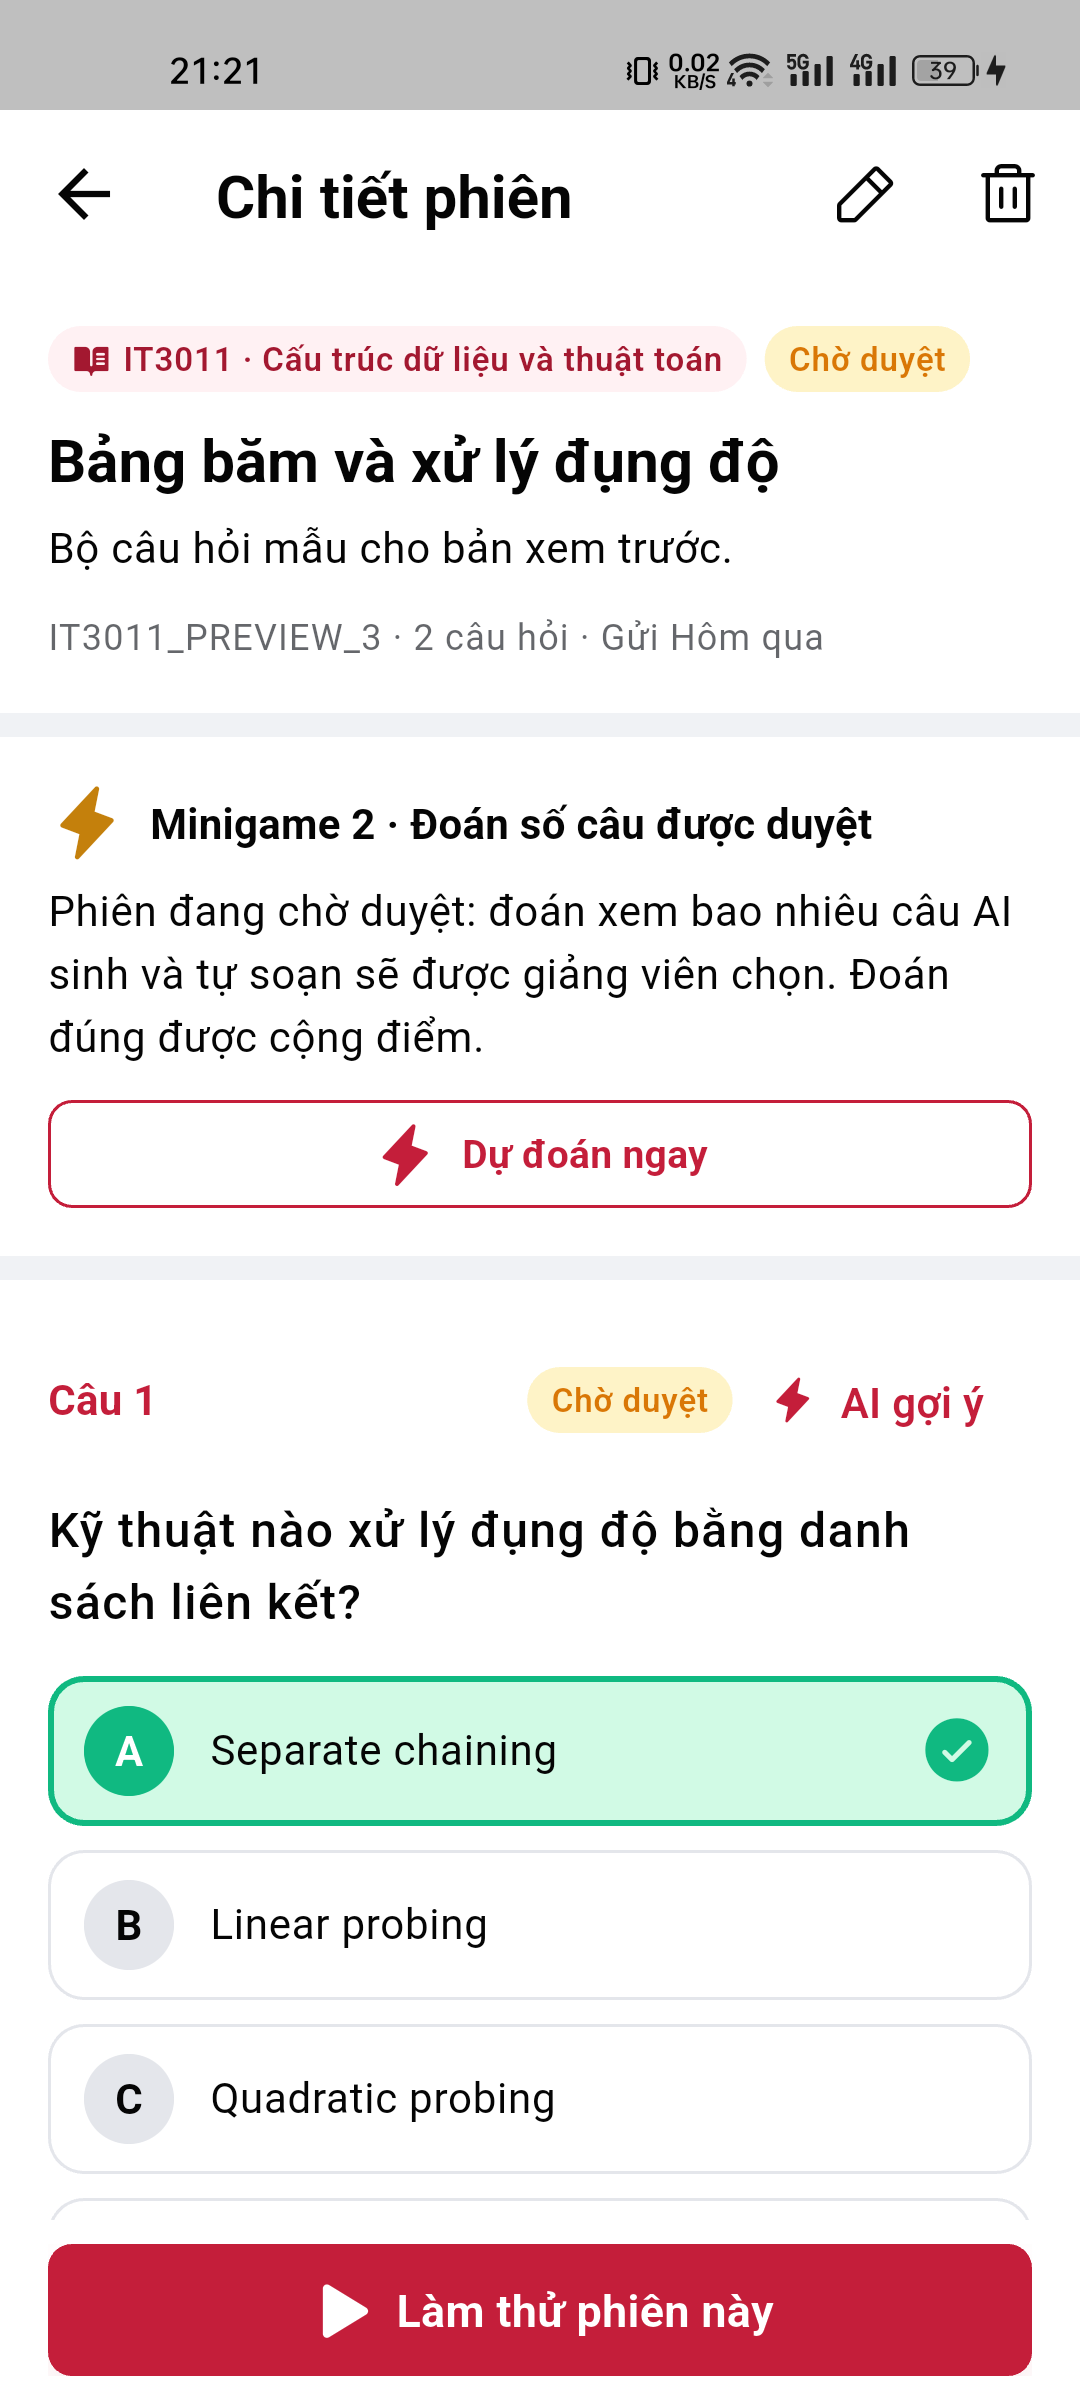 21:21
0.02
KB/S
4
5G
4G
39
Chi tiết phiên
IT3011 · Cấu trúc dữ liệu và thuật toán
Chờ duyệt
Bảng băm và xử lý đụng độ
Bộ câu hỏi mẫu cho bản xem trước.
IT3011_PREVIEW_3 · 2 câu hỏi · Gửi Hôm qua
Minigame 2 · Đoán số câu được duyệt
Phiên đang chờ duyệt: đoán xem bao nhiêu câu AI
sinh và tự soạn sẽ được giảng viên chọn. Đoán
đúng được cộng điểm.
Dự đoán ngay
Câu 1
Chờ duyệt
AI gợi ý
Kỹ thuật nào xử lý đụng độ bằng danh
sách liên kết?
A
Separate chaining
B
Linear probing
C
Quadratic probing
Làm thử phiên này